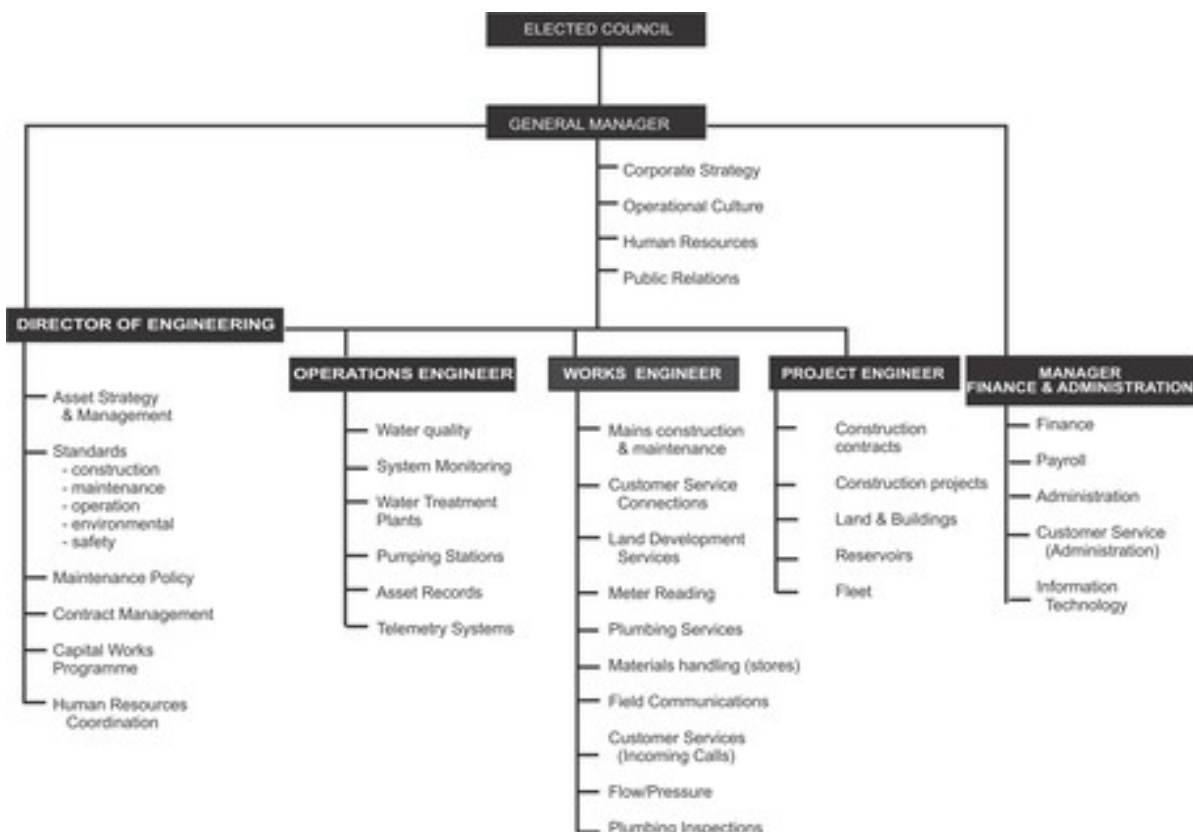 ELECTED COUNCIL
GENERAL MANAGER
Corporate Strategy
Operational Culture
Human Resources
Public Relations
DIRECTOR OF ENGINEERING
Asset Strategy
& Management
Standards
- construction
- maintenance
- operation
- environmental
- safety
Maintenance Policy
Contract Management
Capital Works
Programme
Human Resources
Coordination
OPERATIONS ENGINEER
Water quality
System Monitoring
Water Treatment
Plants
Pumping Stations
Asset Records
Telemetry Systems
WORKS ENGINEER
Mains construction
& maintenance
Customer Service
Connections
Land Development
Services
Meter Reading
Plumbing Services
Materials handling (stores)
Field Communications
Customer Services
(Incoming Calls)
Flow/Pressure
Plumbing Inspections
PROJECT ENGINEER
Construction
contracts
Construction projects
Land & Buildings
Reservoirs
Fleet
MANAGER
FINANCE & ADMINISTRATION
Finance
Payroll
Administration
Customer Service
(Administration)
Information
Technology